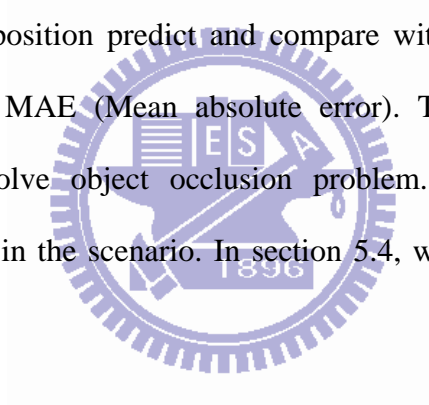 position predict and compare wit
MAE (Mean absolute error). T
olve object occlusion problem.
in the scenario. In section 5.4, w
E S A
1896